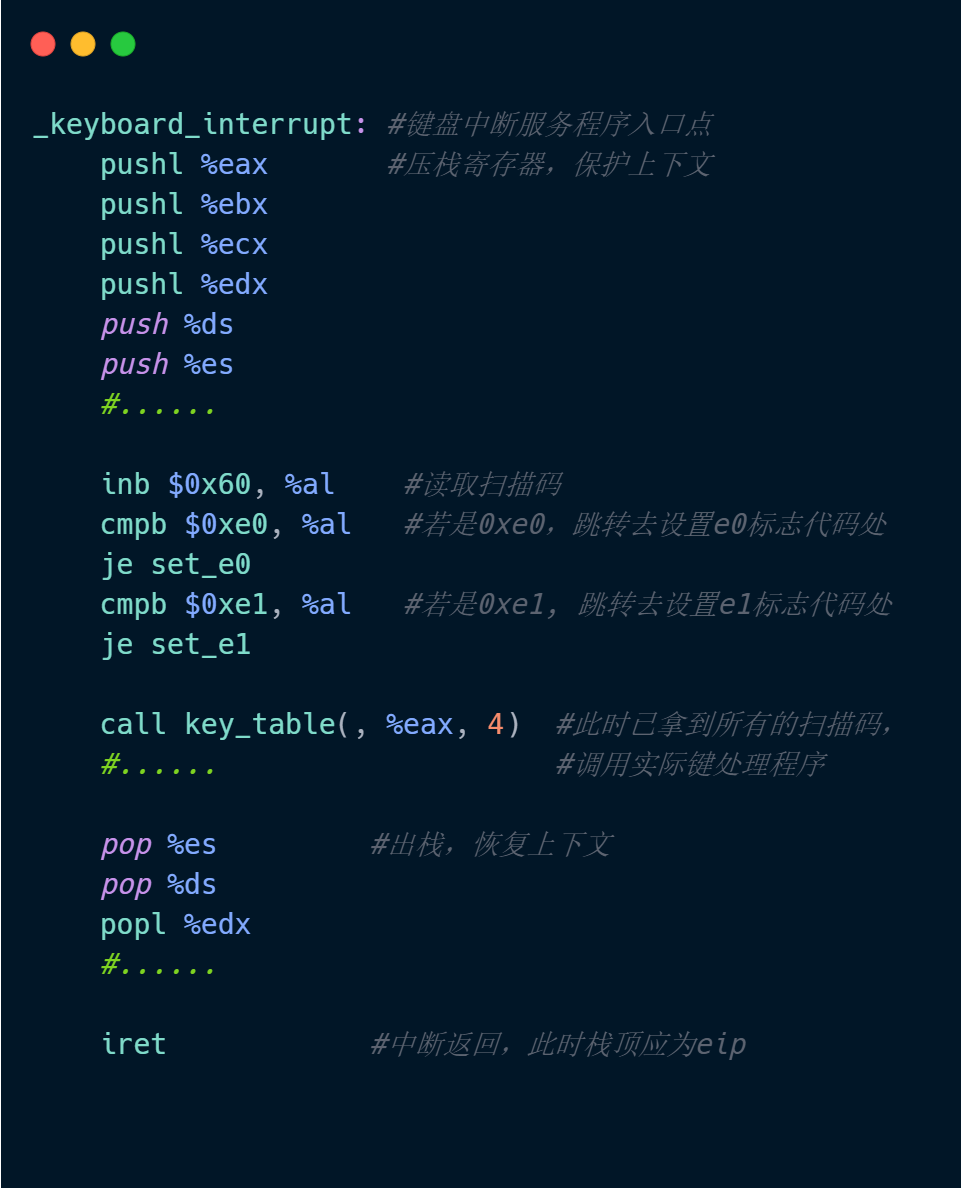 _keyboard_interrupt: #键盘中断服务程序入口点
    pushl %eax       #压栈寄存器，保护上下文
    pushl %ebx
    pushl %ecx
    pushl %edx
    push %ds
    push %es
    #......

    inb $0x60, %al    #读取扫描码
    cmpb $0xe0, %al   #若是0xe0，跳转去设置e0标志代码处
    je set_e0
    cmpb $0xe1, %al   #若是0xe1, 跳转去设置e1标志代码处
    je set_e1

    call key_table(, %eax, 4)  #此时已拿到所有的扫描码，
    #......                    #调用实际键处理程序

    pop %es         #出栈，恢复上下文
    pop %ds
    popl %edx
    #......

    iret            #中断返回，此时栈顶应为eip